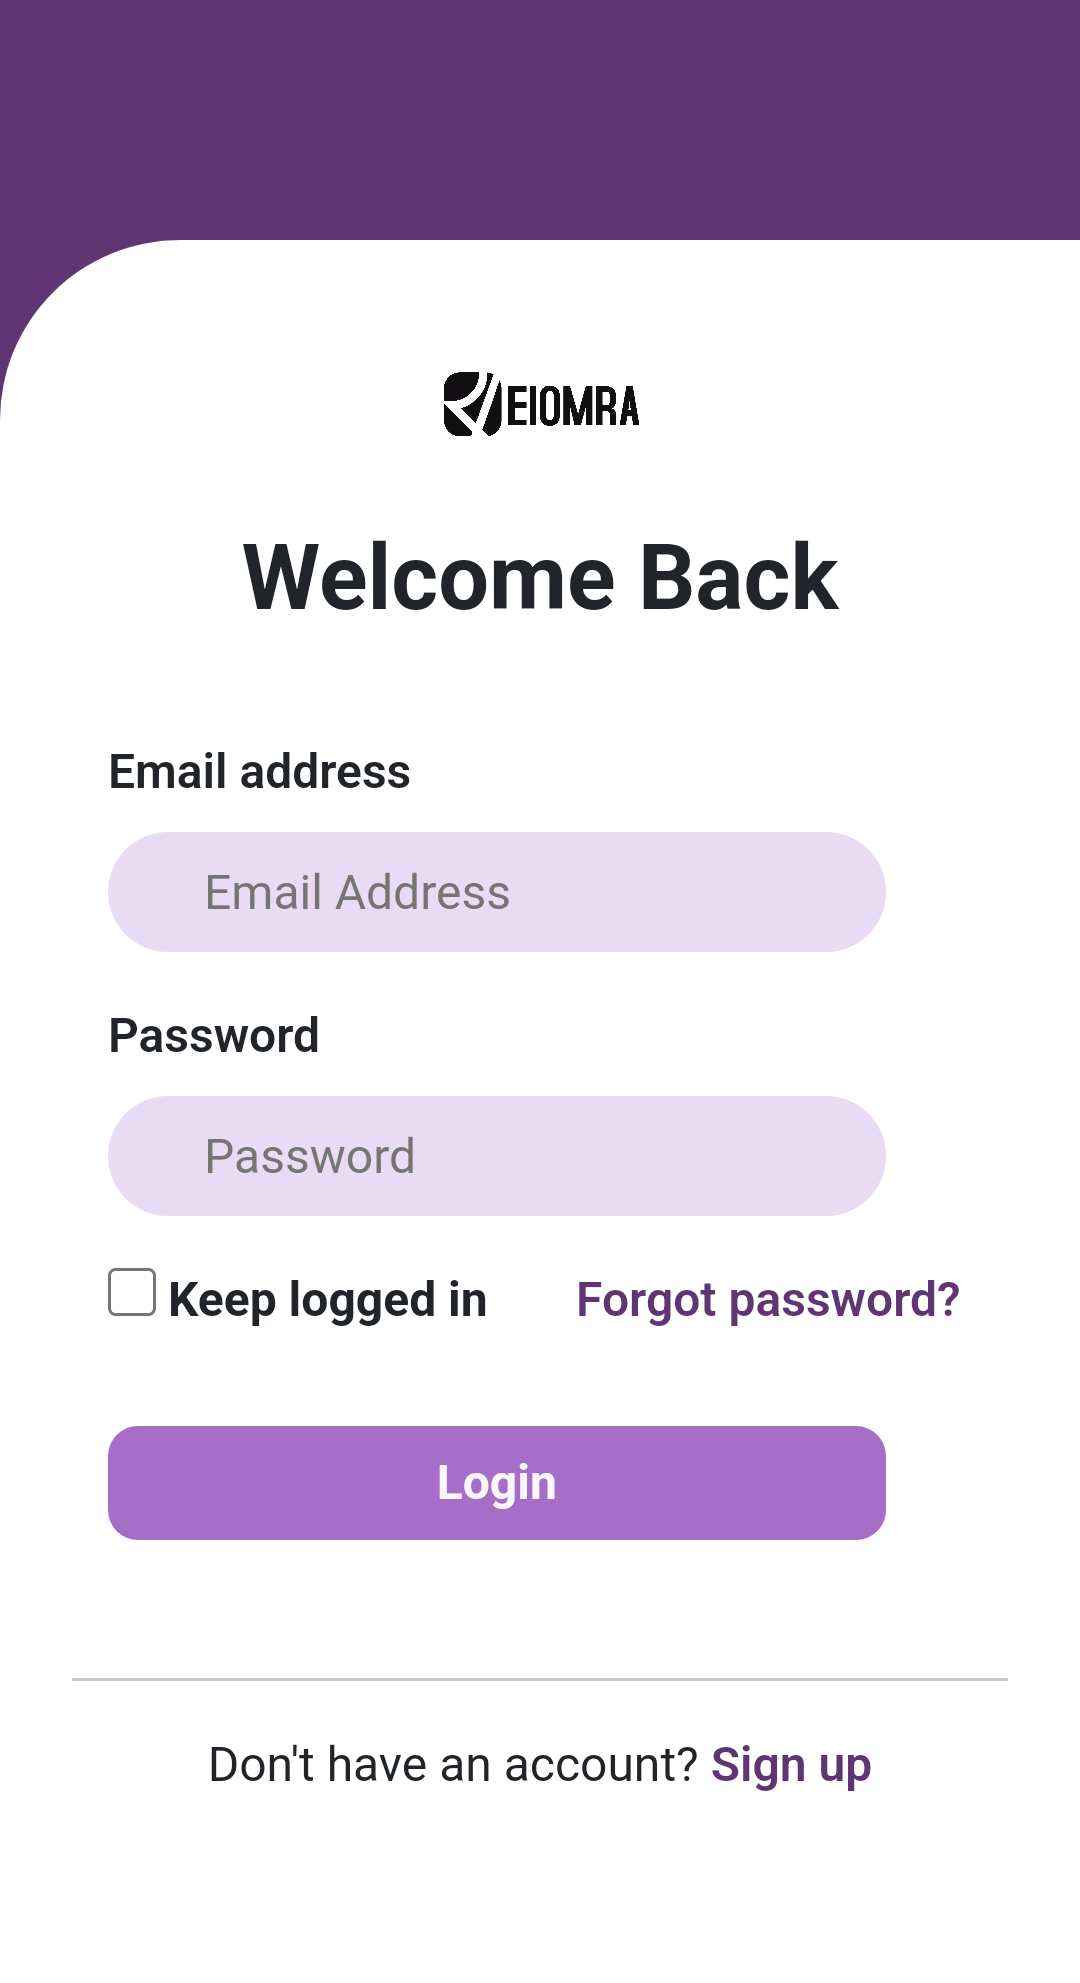 EIOMRA
Welcome Back
Email address
Email Address
Password
Password
Keep logged in Forgot password?
Login
Don't have an account? Sign up